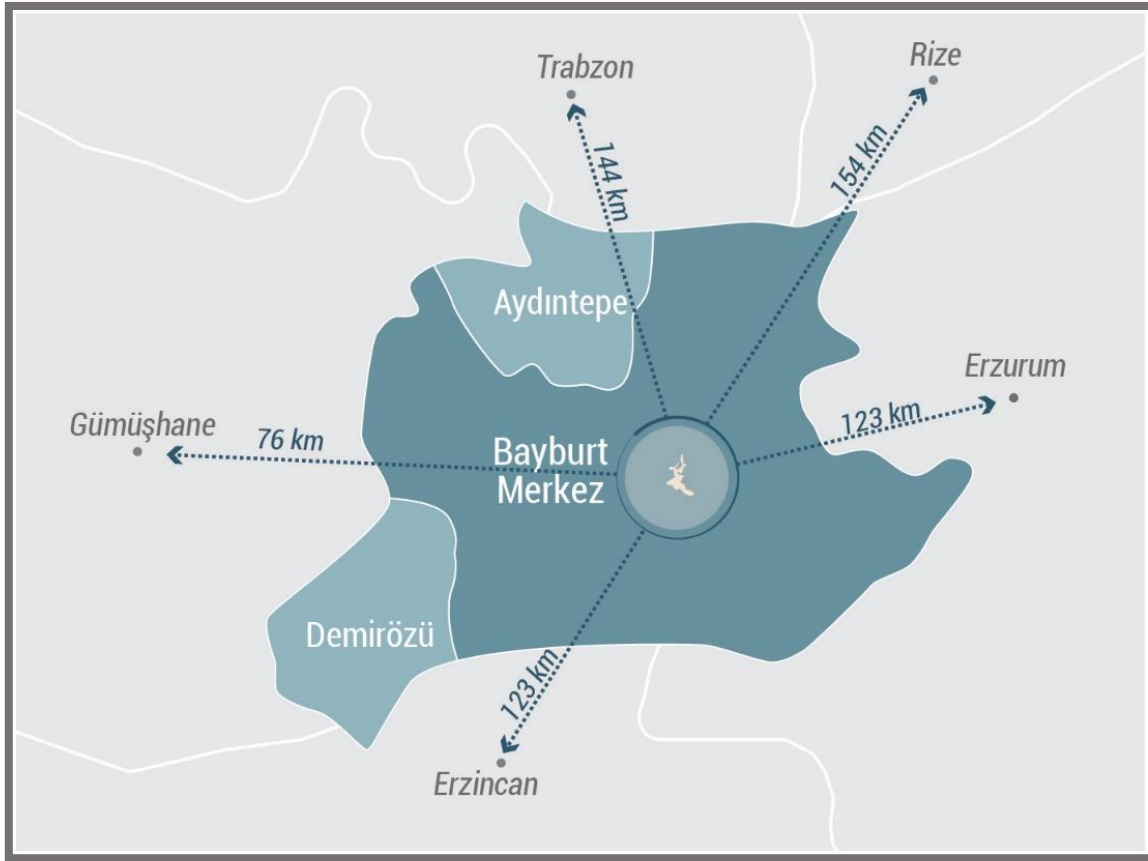 Rize
Trabzon
154 km
144 km
Aydıntepe
Erzurum
123 km
Gümüşhane
76 km
Bayburt
Merkez
Demirözü
123 km
Erzincan